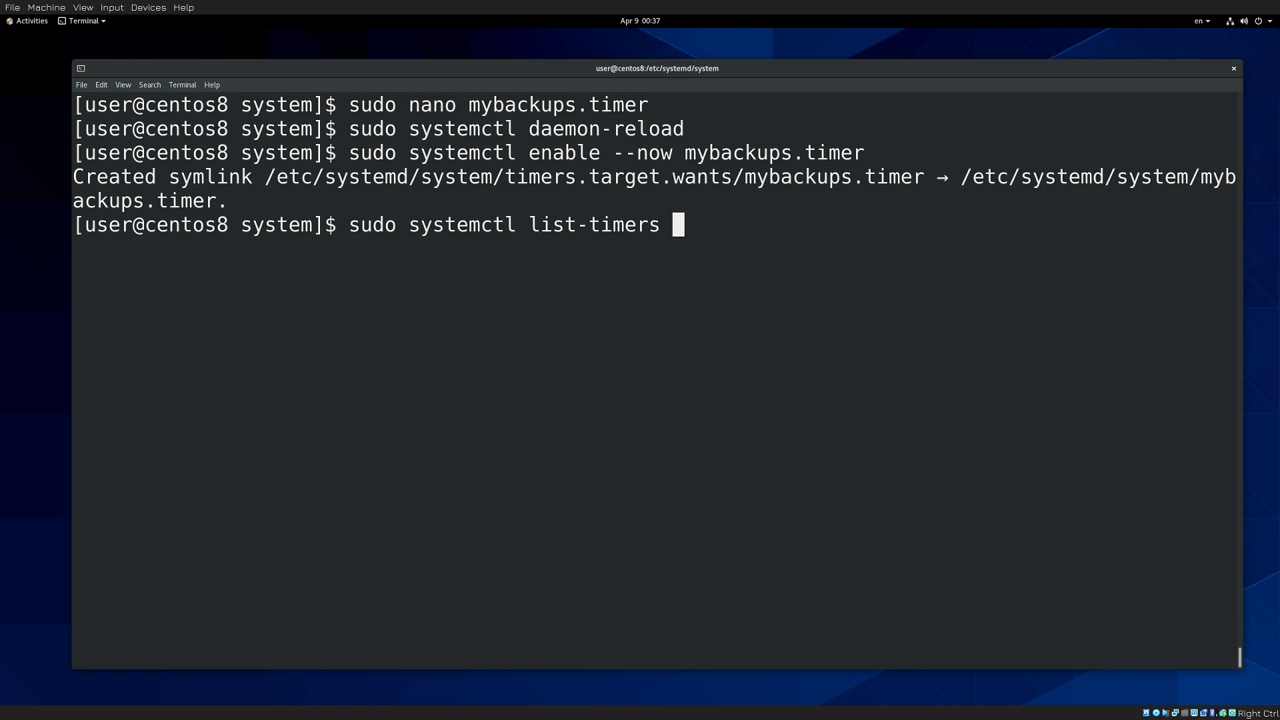 File Machine View Input Devices Help
Activities Terminal Apr 9 00:37 en
user@centos8:/etc/systemd/system
File Edit View Search Terminal Help
[user@centos8 system]$ sudo nano mybackups.timer
[user@centos8 system]$ sudo systemctl daemon-reload
[user@centos8 system]$ sudo systemctl enable --now mybackups.timer
Created symlink /etc/systemd/system/timers.target.wants/mybackups.timer → /etc/systemd/system/myb
ackups.timer.
[user@centos8 system]$ sudo systemctl list-timers
Right Ctrl